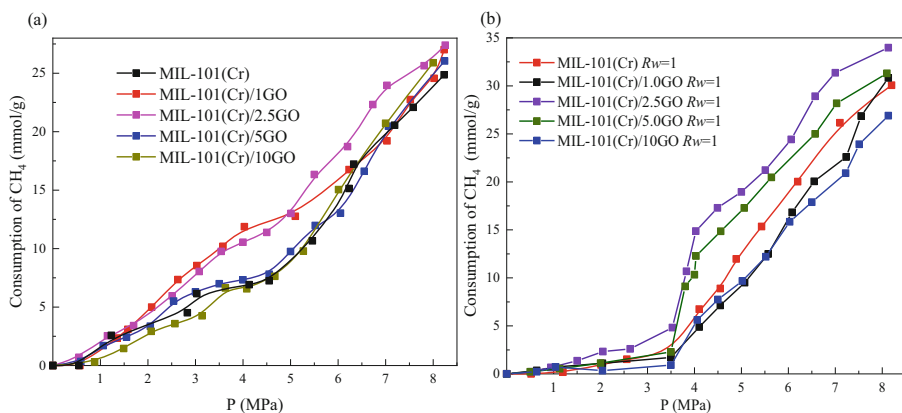 (a)
Consumption of CH₄ (mmol/g)
25
20
15
10
5
0
MIL-101(Cr)
MIL-101(Cr)/1GO
MIL-101(Cr)/2.5GO
MIL-101(Cr)/5GO
MIL-101(Cr)/10GO
1 2 3 4 5 6 7 8
P (MPa)
(b)
Consumption of CH₄ (mmol/g)
35
30
25
20
15
10
5
0
MIL-101(Cr) Rw=1
MIL-101(Cr)/1.0GO Rw=1
MIL-101(Cr)/2.5GO Rw=1
MIL-101(Cr)/5.0GO Rw=1
MIL-101(Cr)/10GO Rw=1
0 1 2 3 4 5 6 7 8
P (MPa)